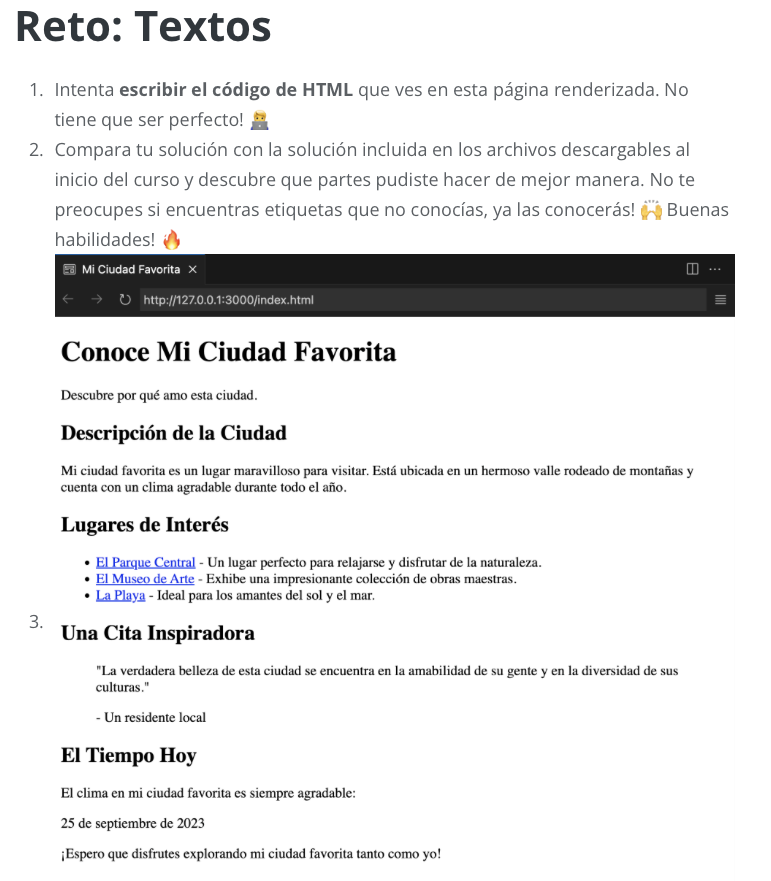 Reto: Textos
1. Intenta escribir el código de HTML que ves en esta página renderizada. No
tiene que ser perfecto! 🧑‍💻
2. Compara tu solución con la solución incluida en los archivos descargables al
inicio del curso y descubre que partes pudiste hacer de mejor manera. No te
preocupes si encuentras etiquetas que no conocías, ya las conocerás! 🙌 Buenas
habilidades! 🔥
Mi Ciudad Favorita
http://127.0.0.1:3000/index.html
Conoce Mi Ciudad Favorita
Descubre por qué amo esta ciudad.
Descripción de la Ciudad
Mi ciudad favorita es un lugar maravilloso para visitar. Está ubicada en un hermoso valle rodeado de montañas y
cuenta con un clima agradable durante todo el año.
Lugares de Interés
• El Parque Central - Un lugar perfecto para relajarse y disfrutar de la naturaleza.
• El Museo de Arte - Exhibe una impresionante colección de obras maestras.
• La Playa - Ideal para los amantes del sol y el mar.
3.
Una Cita Inspiradora
"La verdadera belleza de esta ciudad se encuentra en la amabilidad de su gente y en la diversidad de sus
culturas."
- Un residente local
El Tiempo Hoy
El clima en mi ciudad favorita es siempre agradable:
25 de septiembre de 2023
¡Espero que disfrutes explorando mi ciudad favorita tanto como yo!